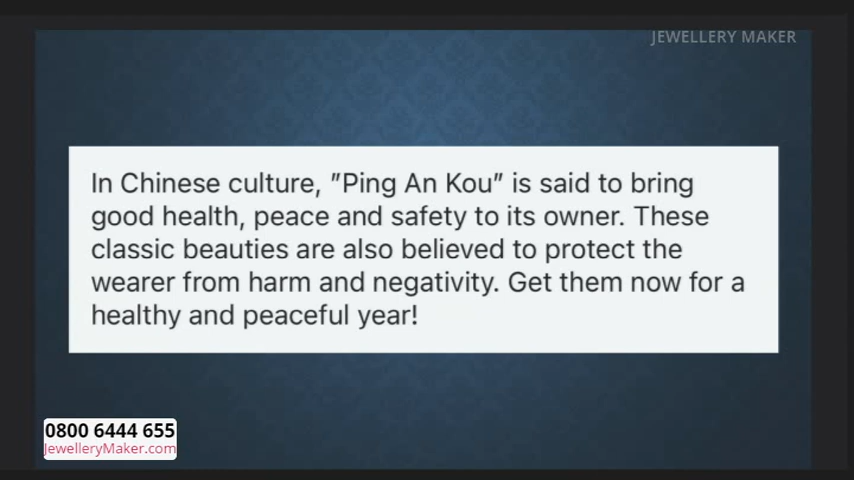 JEWELLERY MAKER
In Chinese culture, "Ping An Kou" is said to bring
good health, peace and safety to its owner. These
classic beauties are also believed to protect the
wearer from harm and negativity. Get them now for a
healthy and peaceful year!
0800 6444 655
JewelleryMaker.com